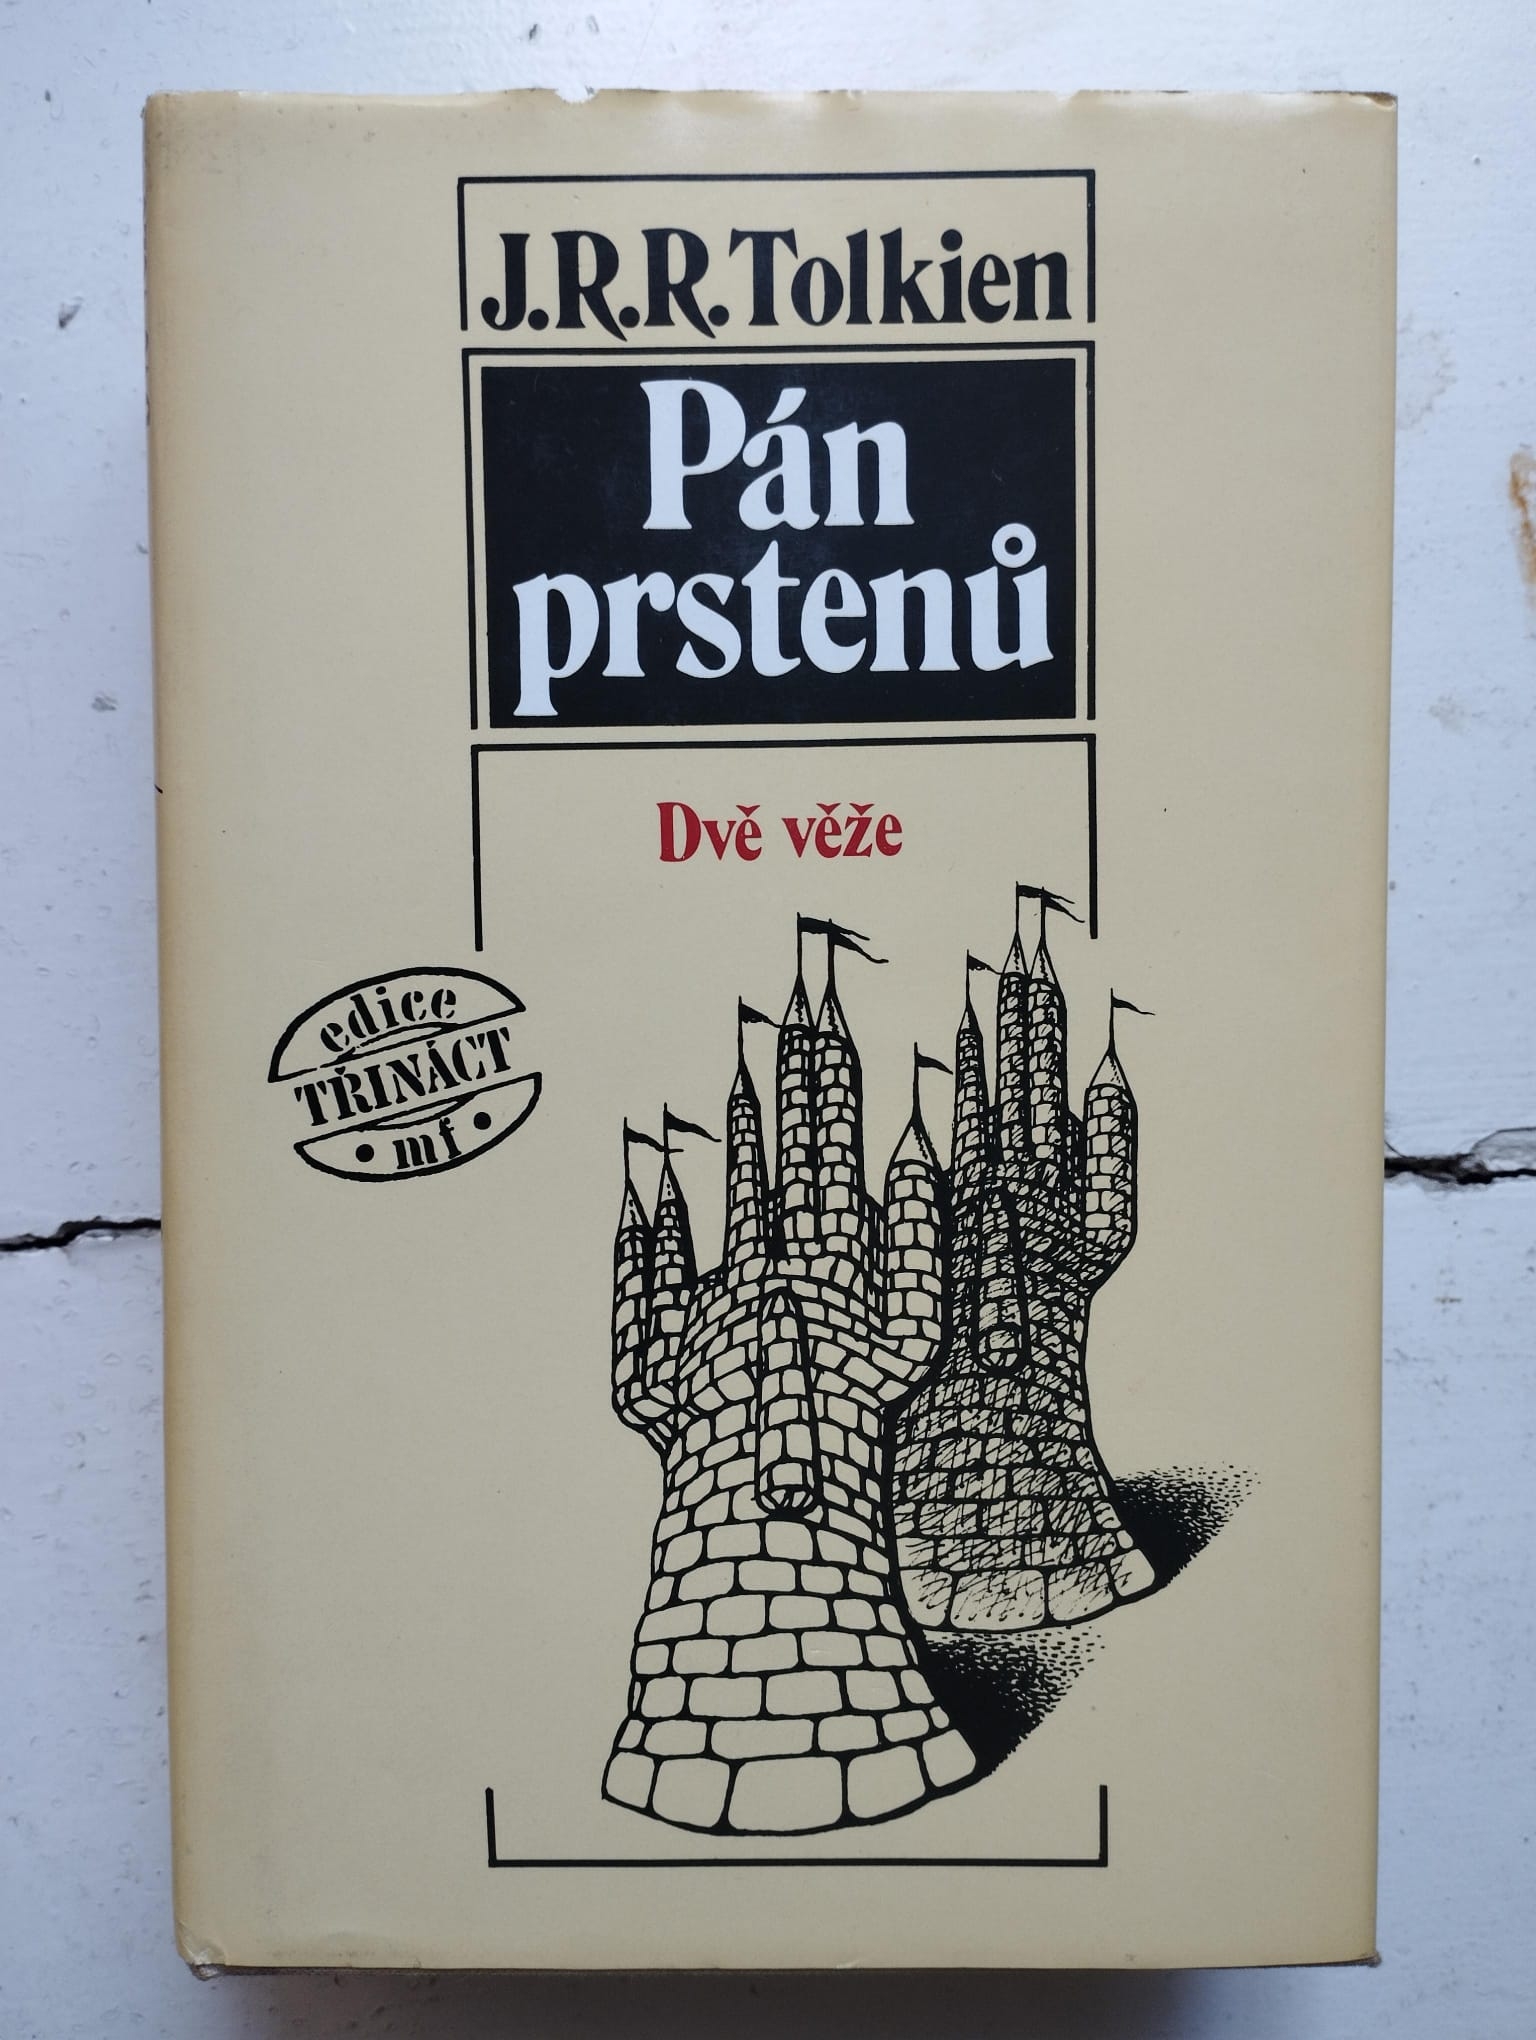 J.R.R.Tolkien
Pán
prstenů
Dvě věže
edice
TŘINÁCT
• mf •